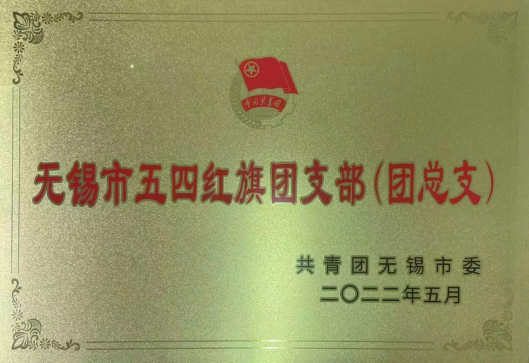 中国共青团
无锡市五四红旗团支部（团总支）
共青团无锡市委
二〇二二年五月